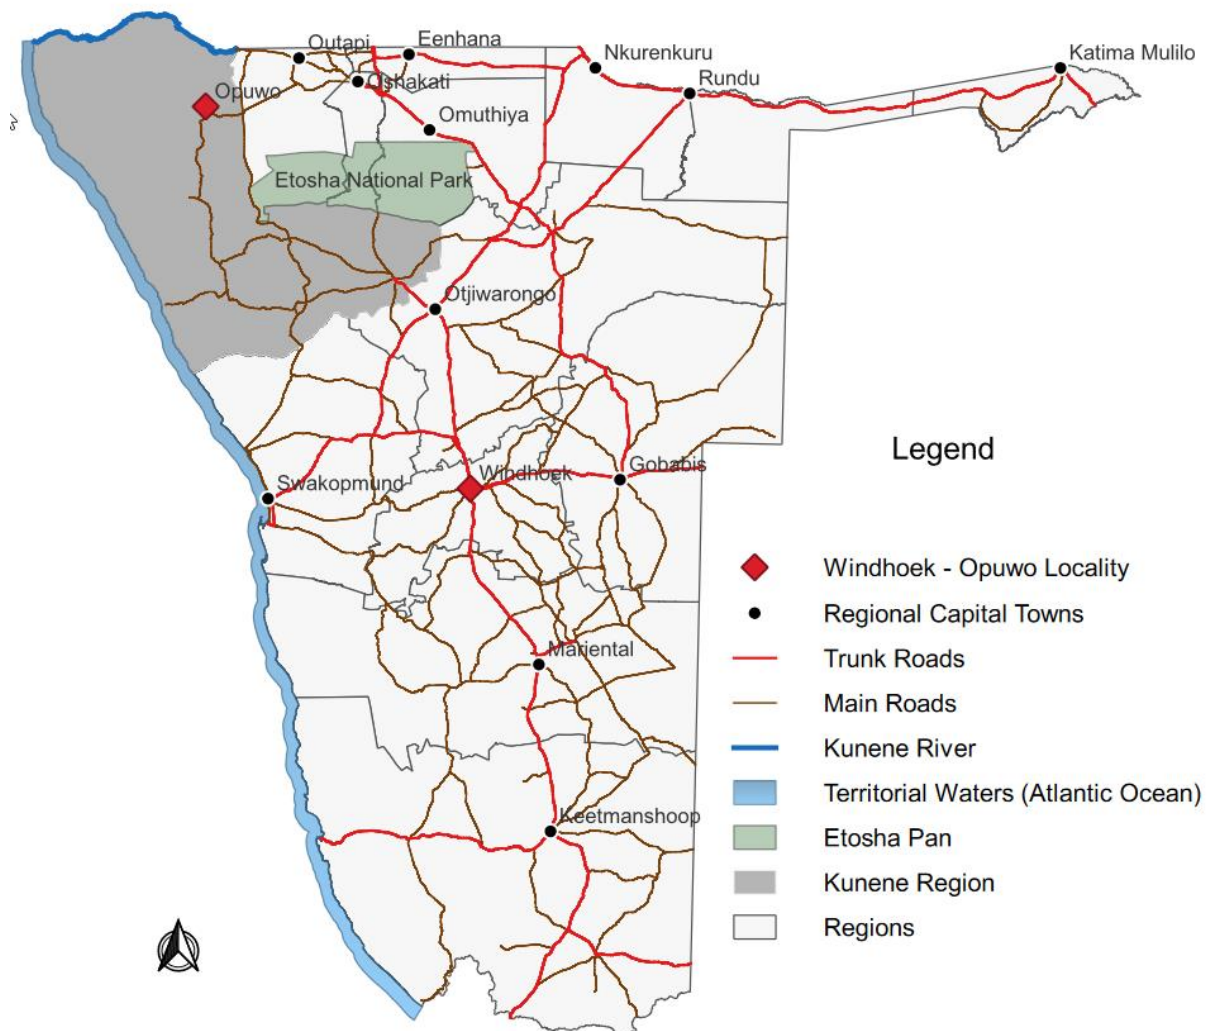 Outapi
Eenhana
Nkurenkuru
Katima Mulilo
Oshakati
Rundu
Opuwo
Omuthiya
Etosha National Park
Otjiwarongo
Legend
Windhoek
Gobabis
Swakopmund
Windhoek - Opuwo Locality
Regional Capital Towns
Mariental
Trunk Roads
Main Roads
Kunene River
Territorial Waters (Atlantic Ocean)
Keetmanshoop
Etosha Pan
Kunene Region
Regions